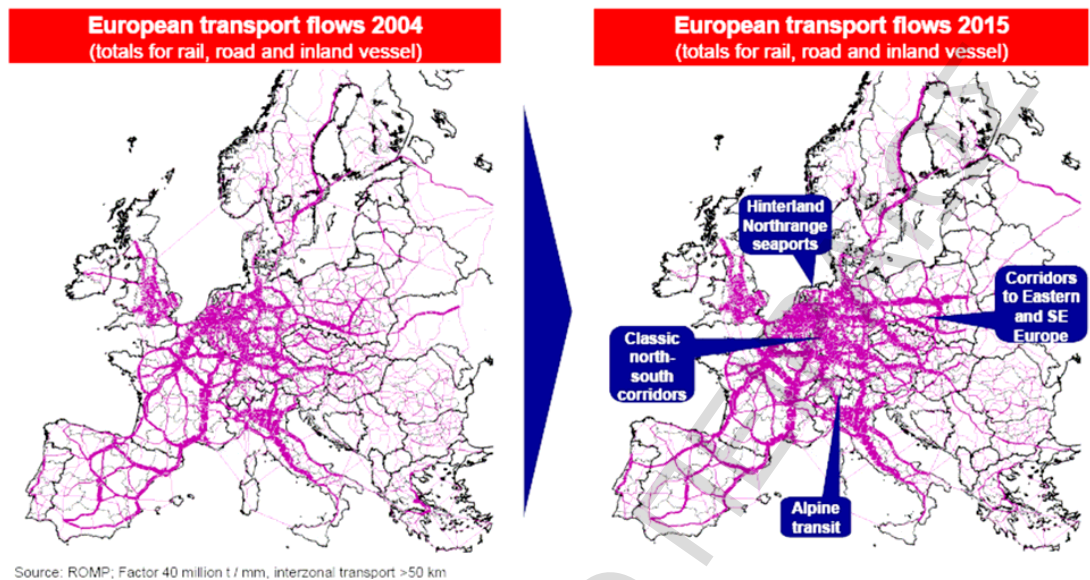 European transport flows 2004
(totals for rail, road and inland vessel)
European transport flows 2015
(totals for rail, road and inland vessel)
Hinterland
Northrange
seaports
Corridors
to Eastern
and SE
Europe
Classic
north-
south
corridors
Alpine
transit
Source: ROMP; Factor 40 million t / mm, interzonal transport >50 km